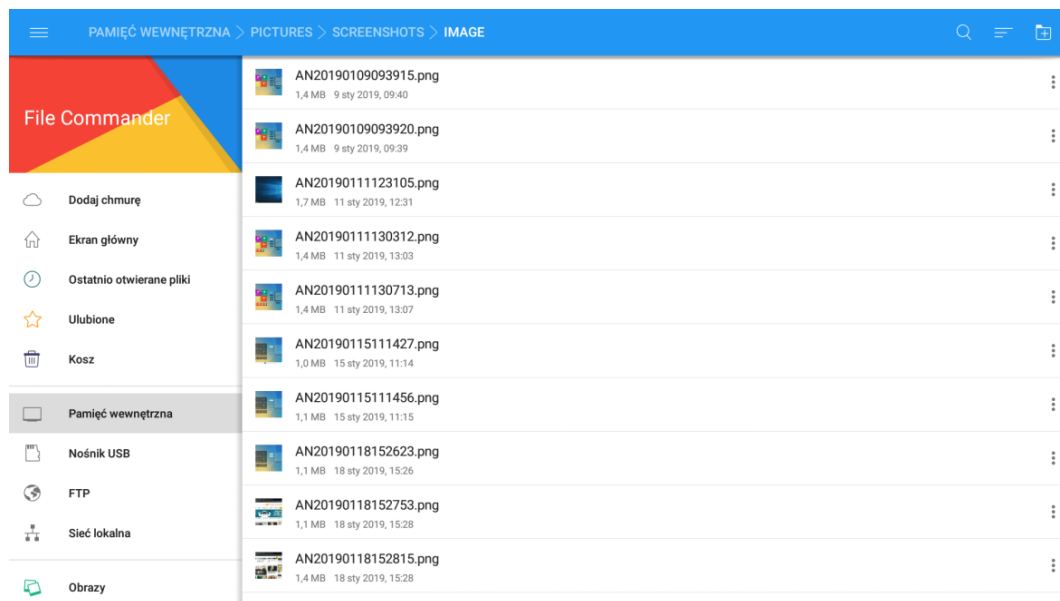 PAMIĘĆ WEWNĘTRZNA > PICTURES > SCREENSHOTS > IMAGE
File Commander
Dodaj chmurę
Ekran główny
Ostatnio otwierane pliki
Ulubione
Kosz
Pamięć wewnętrzna
Nośnik USB
FTP
Sieć lokalna
Obrazy
AN20190109093915.png
1,4 MB 9 sty 2019, 09:40
AN20190109093920.png
1,4 MB 9 sty 2019, 09:39
AN20190111123105.png
1,7 MB 11 sty 2019, 12:31
AN20190111130312.png
1,4 MB 11 sty 2019, 13:03
AN20190111130713.png
1,4 MB 11 sty 2019, 13:07
AN20190115111427.png
1,0 MB 15 sty 2019, 11:14
AN20190115111456.png
1,1 MB 15 sty 2019, 11:15
AN20190118152623.png
1,1 MB 18 sty 2019, 15:26
AN20190118152753.png
1,1 MB 18 sty 2019, 15:28
AN20190118152815.png
1,4 MB 18 sty 2019, 15:28